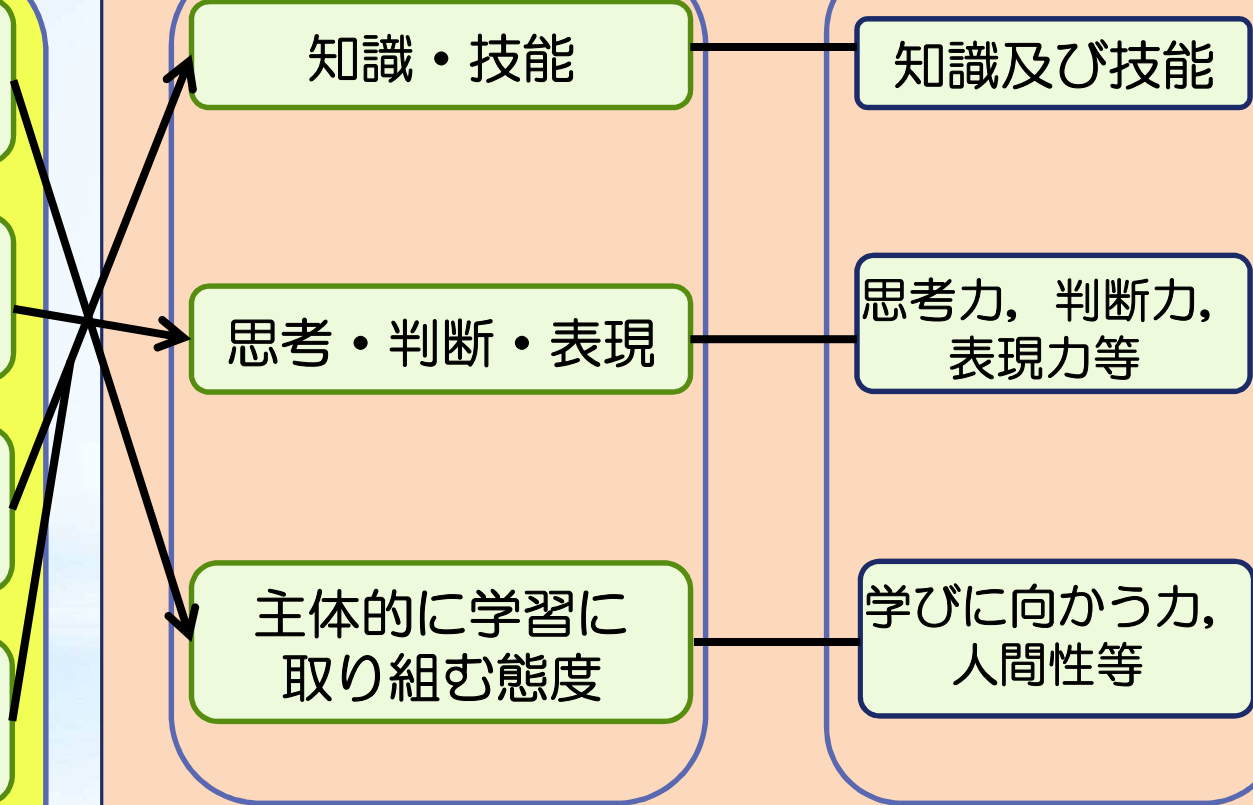 知識・技能
知識及び技能
思考・判断・表現
思考力，判断力，
表現力等
主体的に学習に
取り組む態度
学びに向かう力，
人間性等